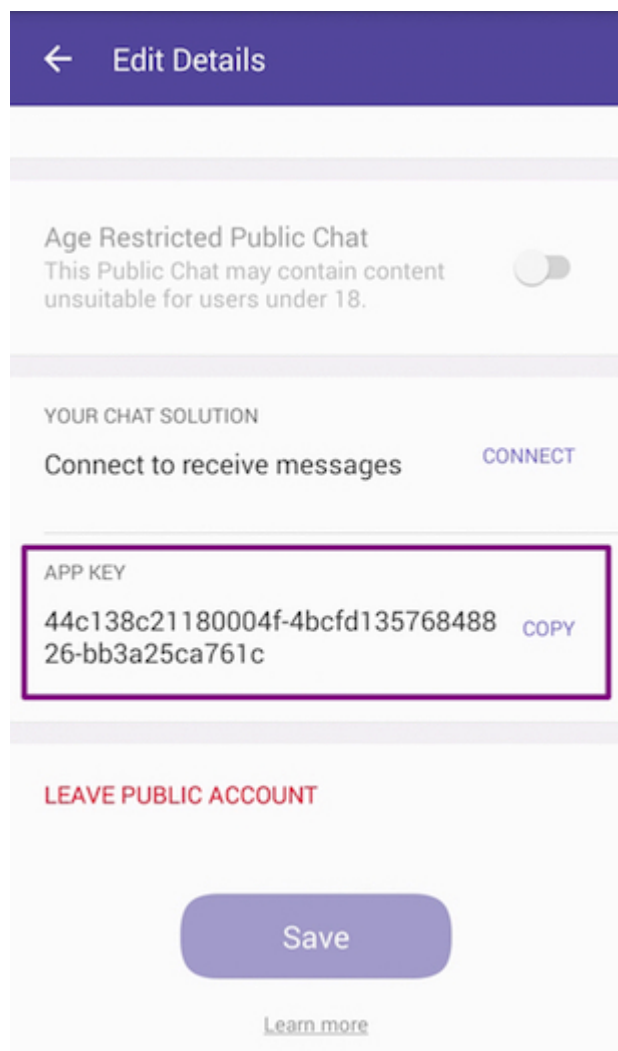 Edit Details
Age Restricted Public Chat
This Public Chat may contain content
unsuitable for users under 18.
YOUR CHAT SOLUTION
Connect to receive messages
CONNECT
APP KEY
44c138c21180004f-4bcfd135768488
COPY
26-bb3a25ca761c
LEAVE PUBLIC ACCOUNT
Save
Learn more